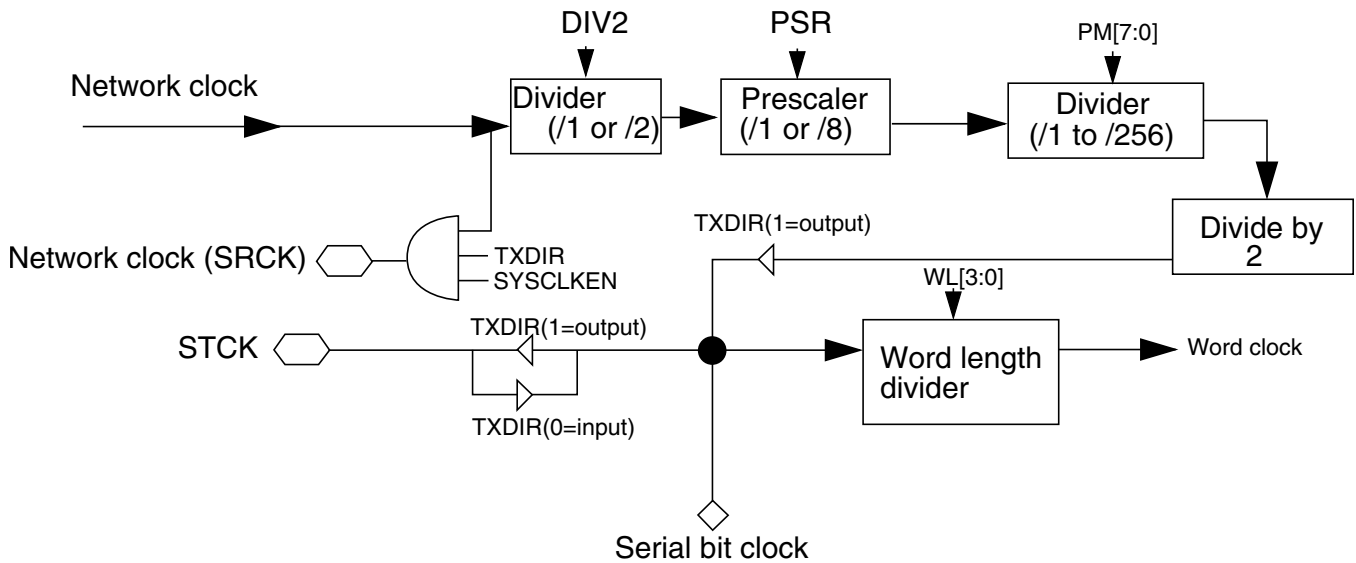 DIV2
PSR
PM[7:0]
Network clock
Divider
(/1 or /2)
Prescaler
(/1 or /8)
Divider
(/1 to /256)
TXDIR(1=output)
Divide by
2
Network clock (SRCK)
TXDIR
SYSCLKEN
WL[3:0]
STCK
TXDIR(1=output)
Word length
divider
Word clock
TXDIR(0=input)
Serial bit clock